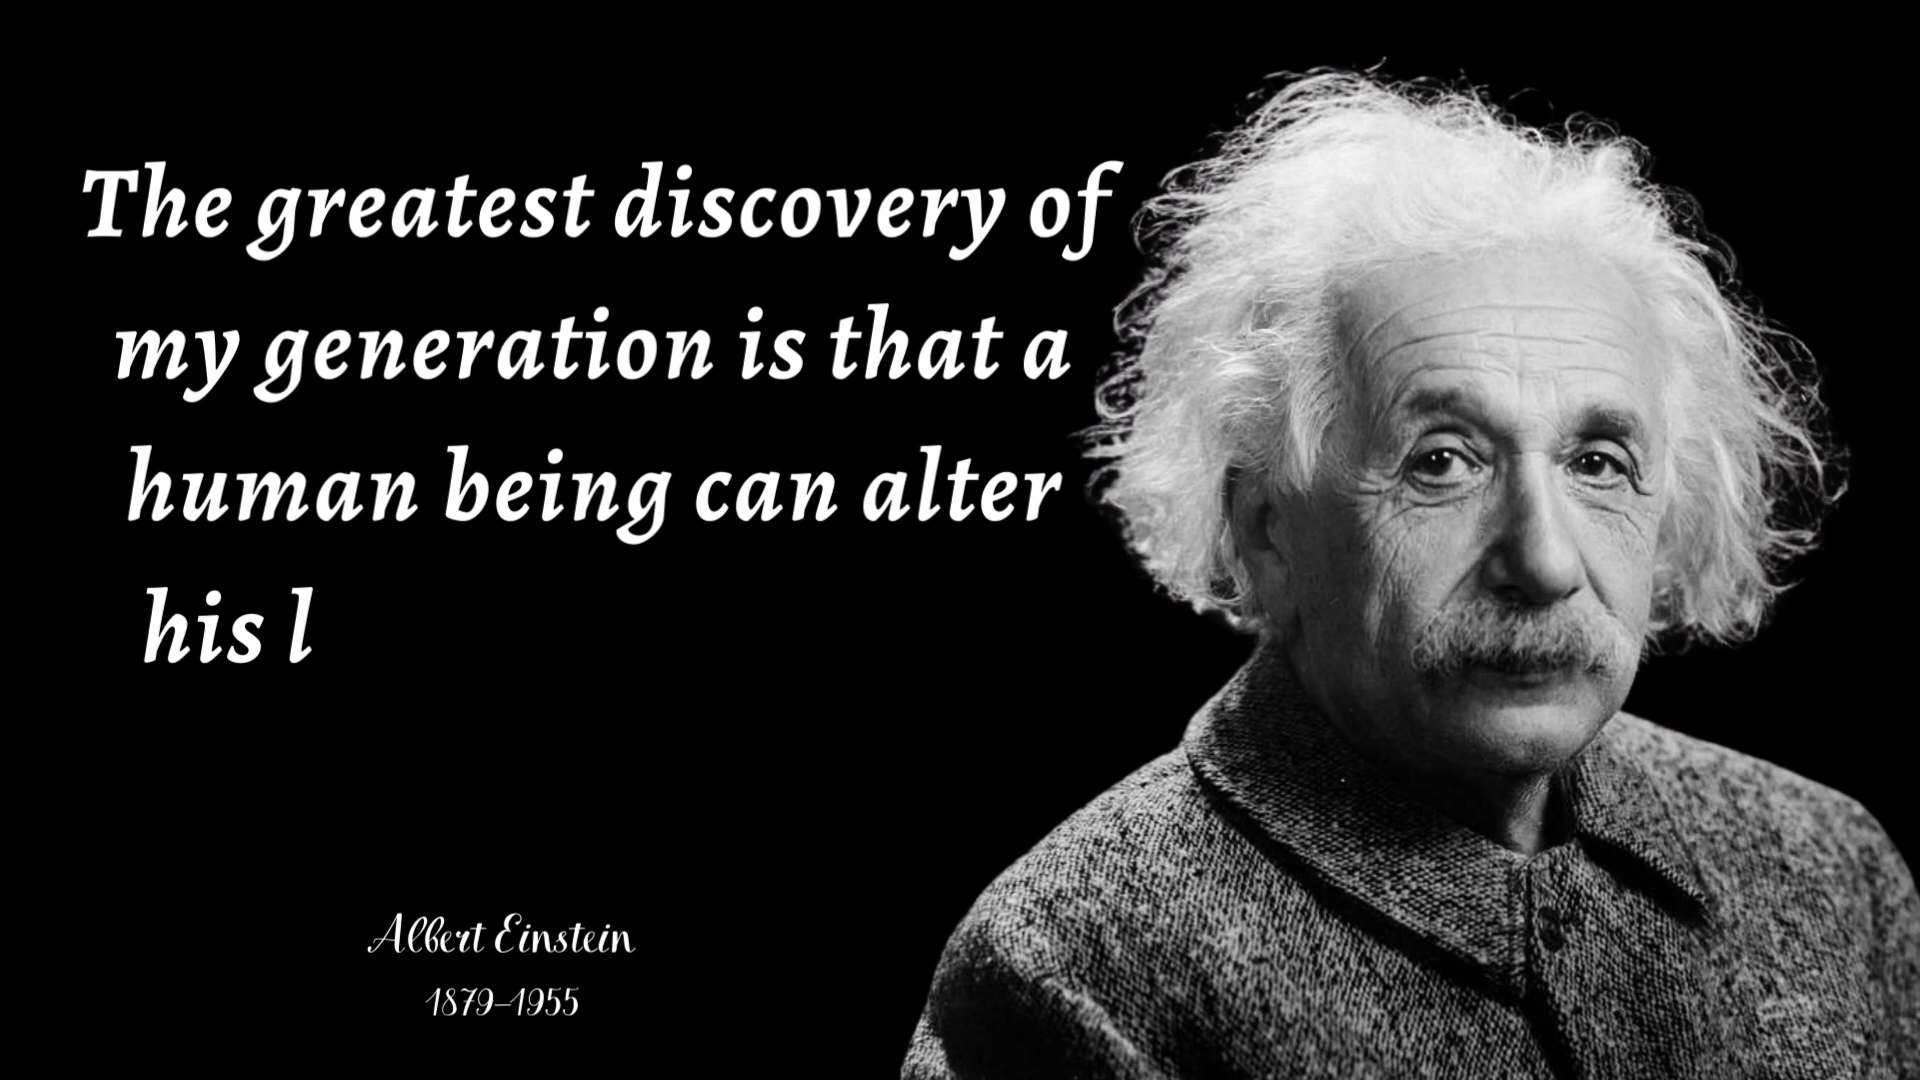 The greatest discovery of
my generation is that a
human being can alter
his l
Albert Einstein
1879–1955